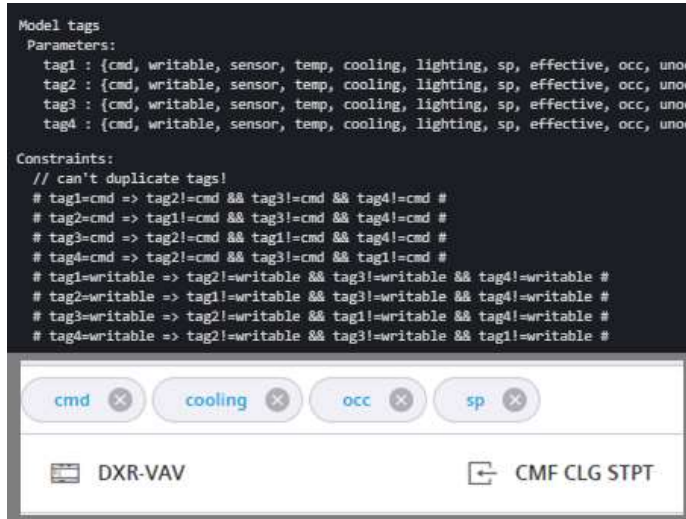 Model tags
Parameters:
tag1 : {cmd, writable, sensor, temp, cooling, lighting, sp, effective, occ,
tag2 : {cmd, writable, sensor, temp, cooling, lighting, sp, effective, occ,
tag3 : {cmd, writable, sensor, temp, cooling, lighting, sp, effective, occ,
tag4 : {cmd, writable, sensor, temp, cooling, lighting, sp, effective, occ,
Constraints:
// can't duplicate tags!
# tag1=cmd => tag2!=cmd && tag3!=cmd && tag4!=cmd #
# tag2=cmd => tag1!=cmd && tag3!=cmd && tag4!=cmd #
# tag3=cmd => tag2!=cmd && tag1!=cmd && tag4!=cmd #
# tag4=cmd => tag2!=cmd && tag3!=cmd && tag1!=cmd #
# tag1=writable => tag2!=writable && tag3!=writable && tag4!=writable #
# tag2=writable => tag1!=writable && tag3!=writable && tag4!=writable #
# tag3=writable => tag2!=writable && tag1!=writable && tag4!=writable #
# tag4=writable => tag2!=writable && tag3!=writable && tag1!=writable #
cmd cooling occ sp
DXR-VAV CMF CLG STPT